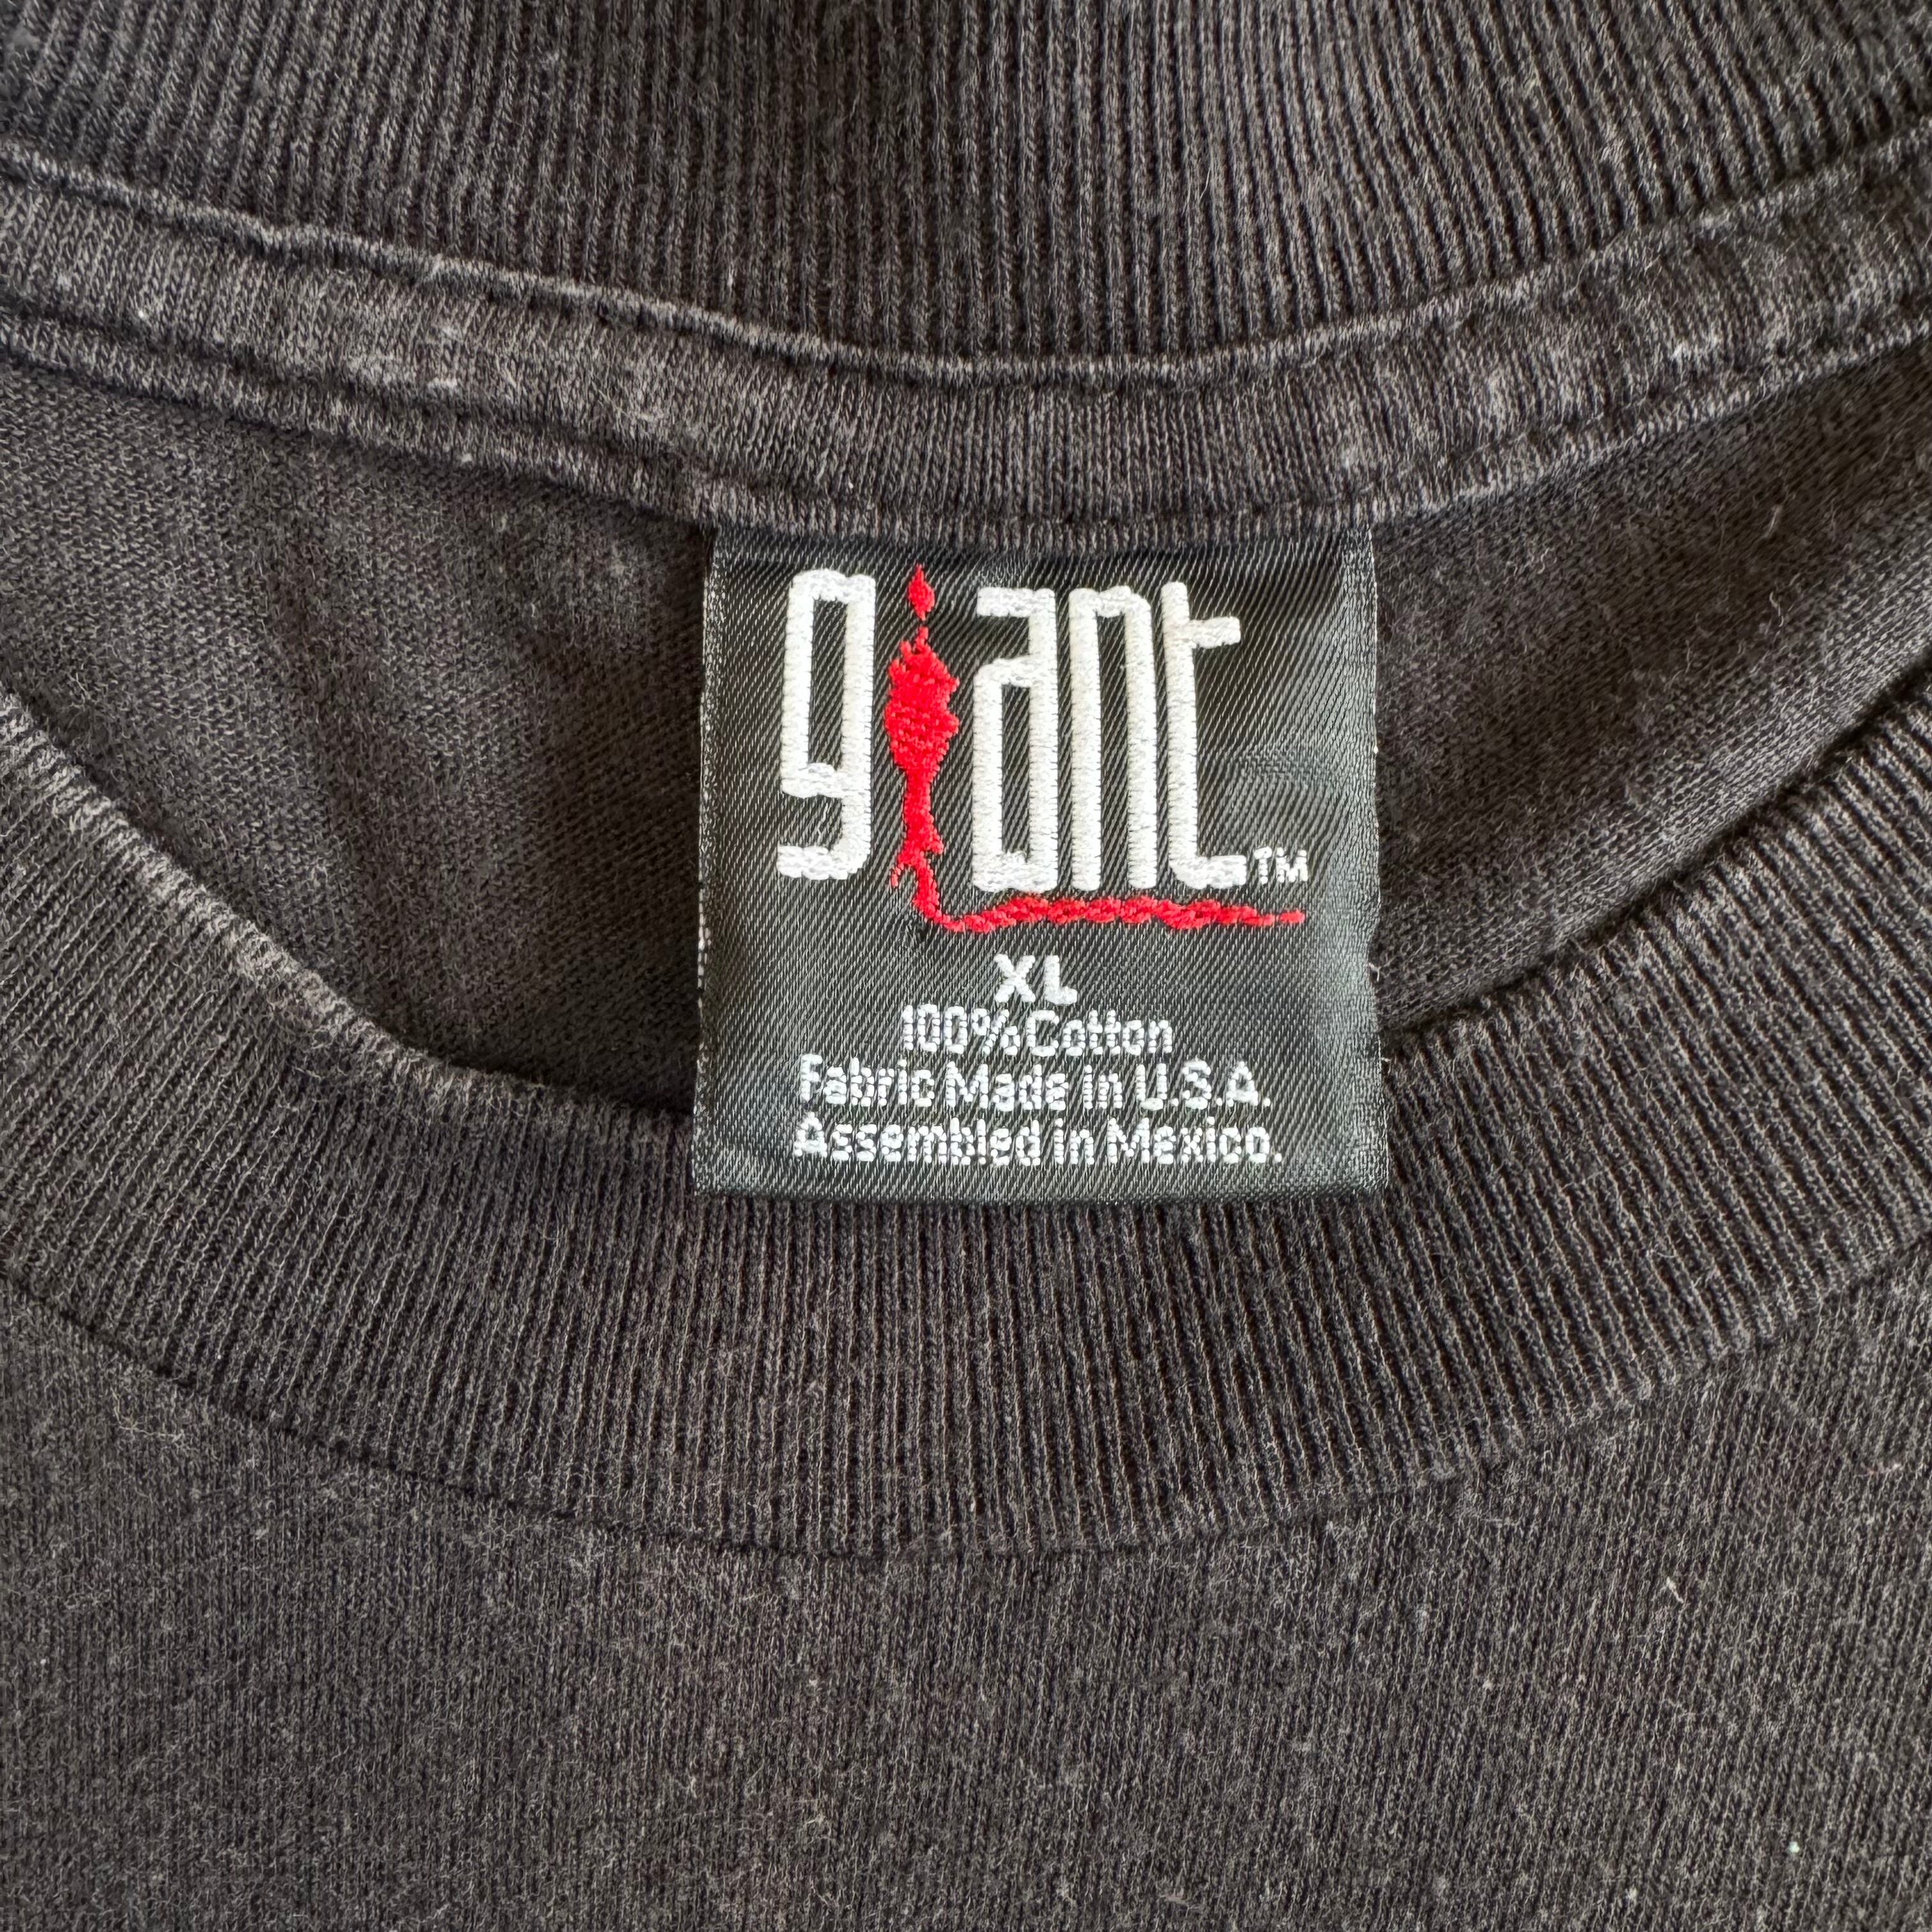 giant™
XL
100% Cotton
Fabric Made in U.S.A.
Assembled in Mexico.